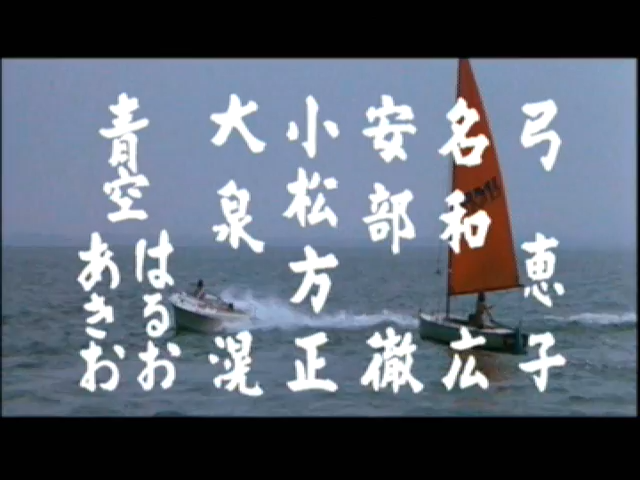 弓恵子
名和広
安部徹
小松方正
大泉滉
青空はるお
あきお